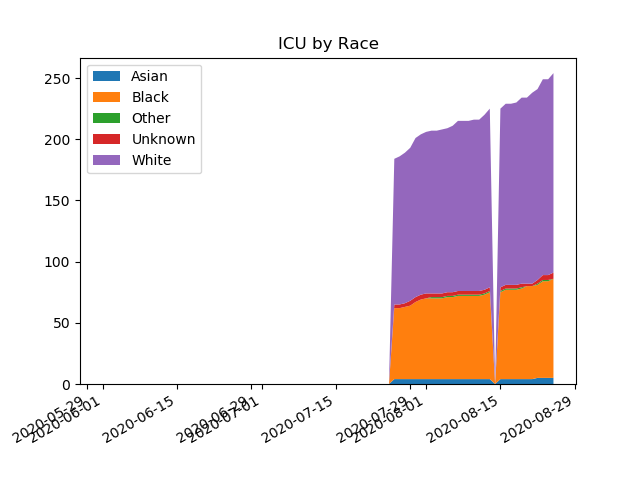 ICU by Race
Asian
Black
Other
Unknown
White
250
200
150
100
50
0
2020-05-29
2020-06-01
2020-06-15
2020-06-29
2020-07-01
2020-07-15
2020-07-29
2020-08-01
2020-08-15
2020-08-29